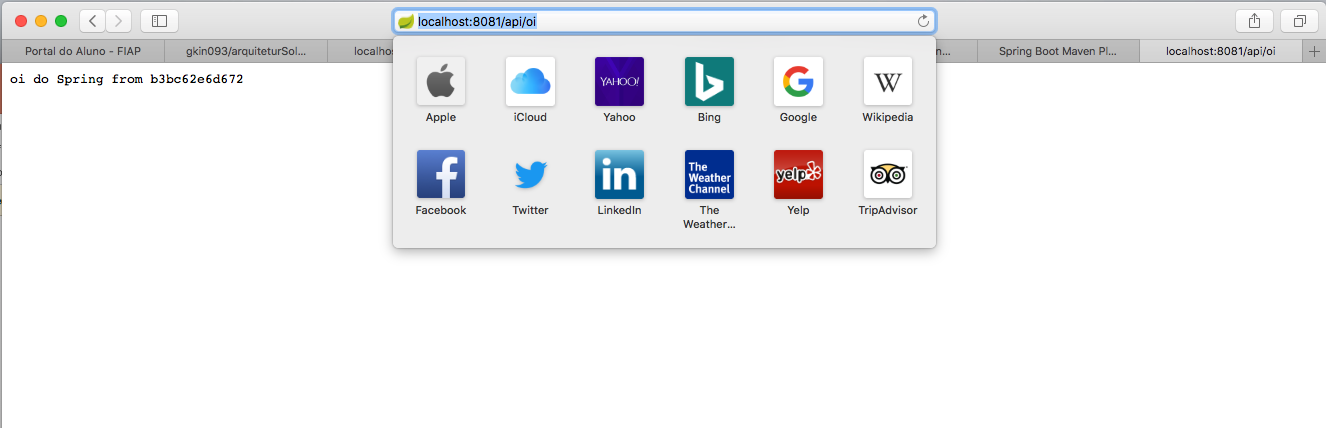 localhost:8081/api/oi
Portal do Aluno - FIAP
gkin093/arquiteturSol...
Spring Boot Maven Pl...
localhost:8081/api/oi
oi do Spring from b3bc62e6d672
Apple
iCloud
YAHOO!
Yahoo
Bing
Google
W
Wikipedia
f
Facebook
Twitter
in
LinkedIn
The
Weather
Channel
The
Weather...
yelp
Yelp
TripAdvisor